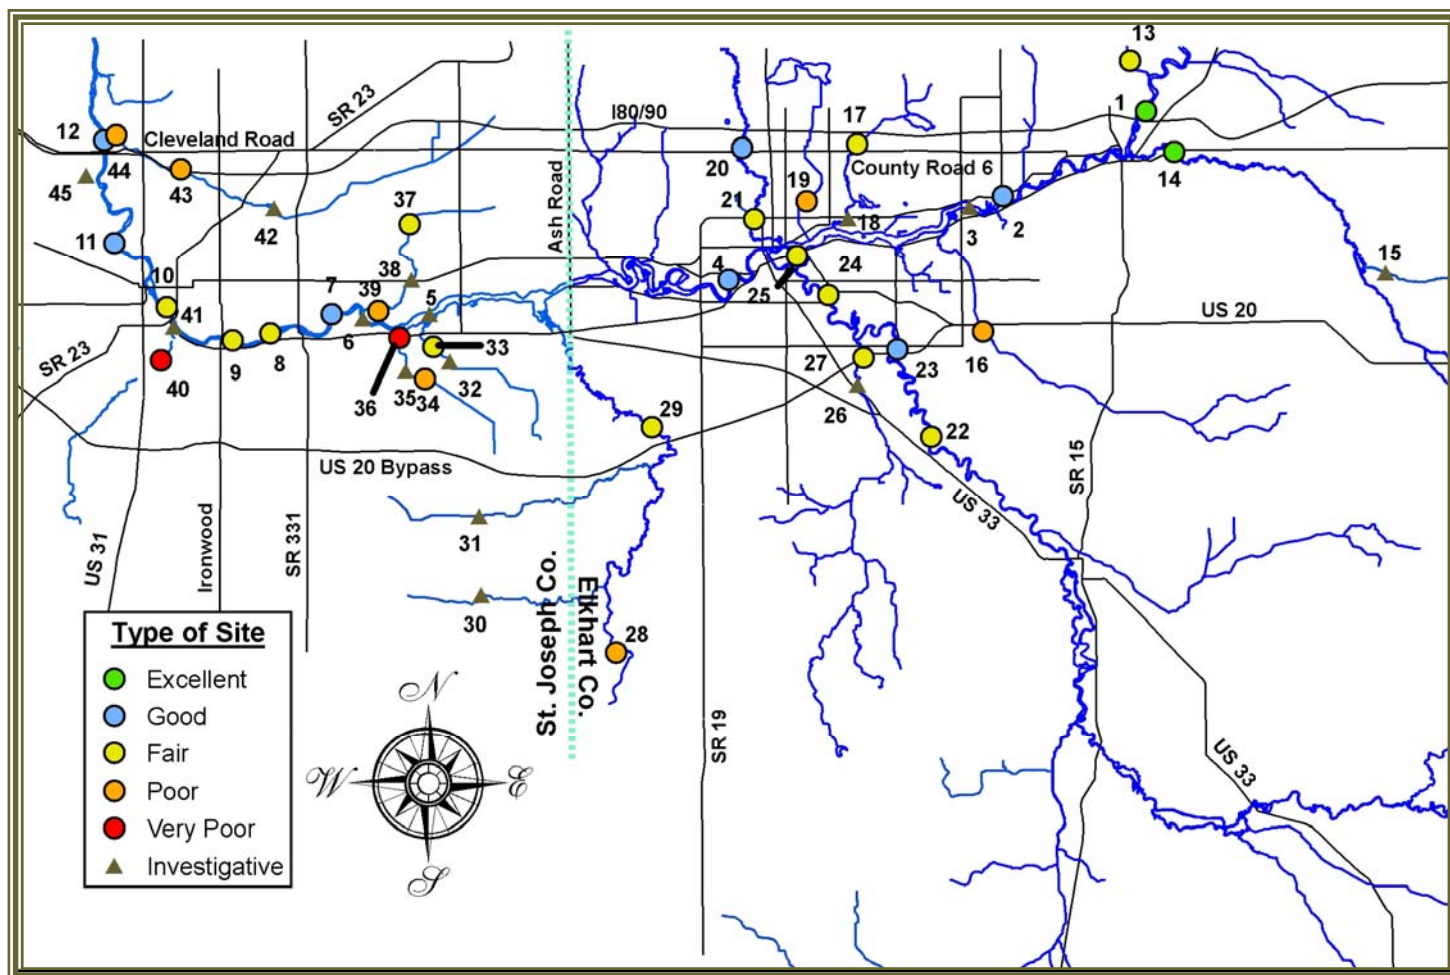 13
SR 23
I80/90
17
1
12
Cleveland Road
44
20
County Road 6
14
45
43
19
37
21
42
Ash Road
18
3
2
11
38
4
24
15
10
7
39
5
25
41
US 20
SR 23
6
33
9
8
32
27
23
16
40
36
35
34
26
29
22
US 20 Bypass
SR 15
US 33
31
US 31
Ironwood
SR 331
St. Joseph Co.
Elkhart Co.
30
28
Type of Site
Excellent
Good
Fair
Poor
Very Poor
Investigative
N
W
E
S
SR 19
US 33